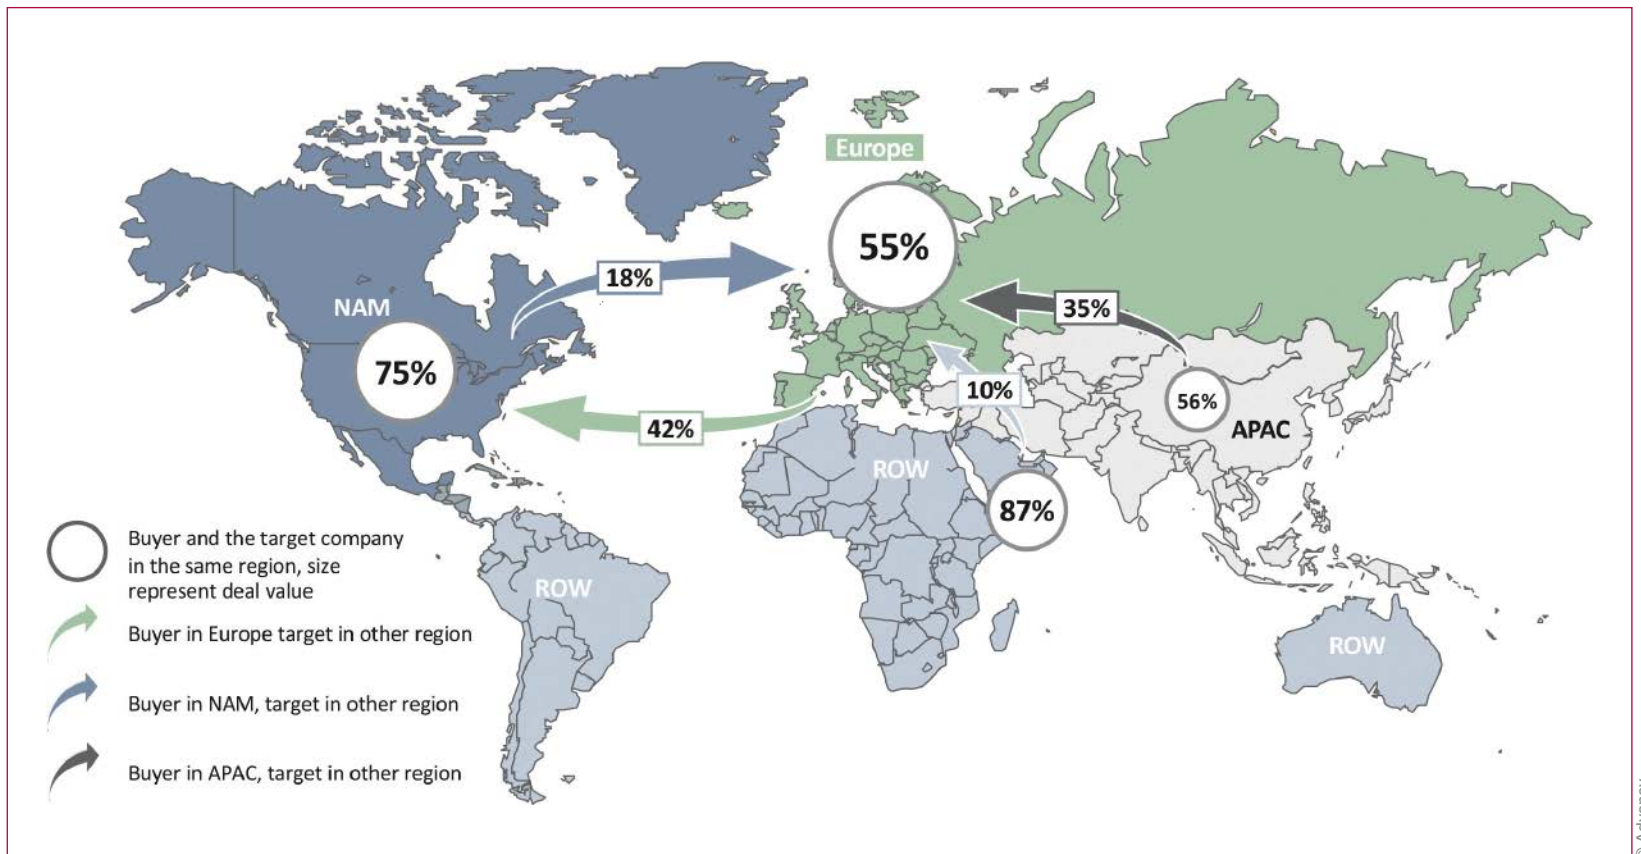 Europe
55%
18%
NAM
35%
75%
10%
56%
42%
APAC
ROW
87%
Buyer and the target company
in the same region, size
represent deal value
ROW
Buyer in Europe target in other region
ROW
Buyer in NAM, target in other region
Buyer in APAC, target in other region